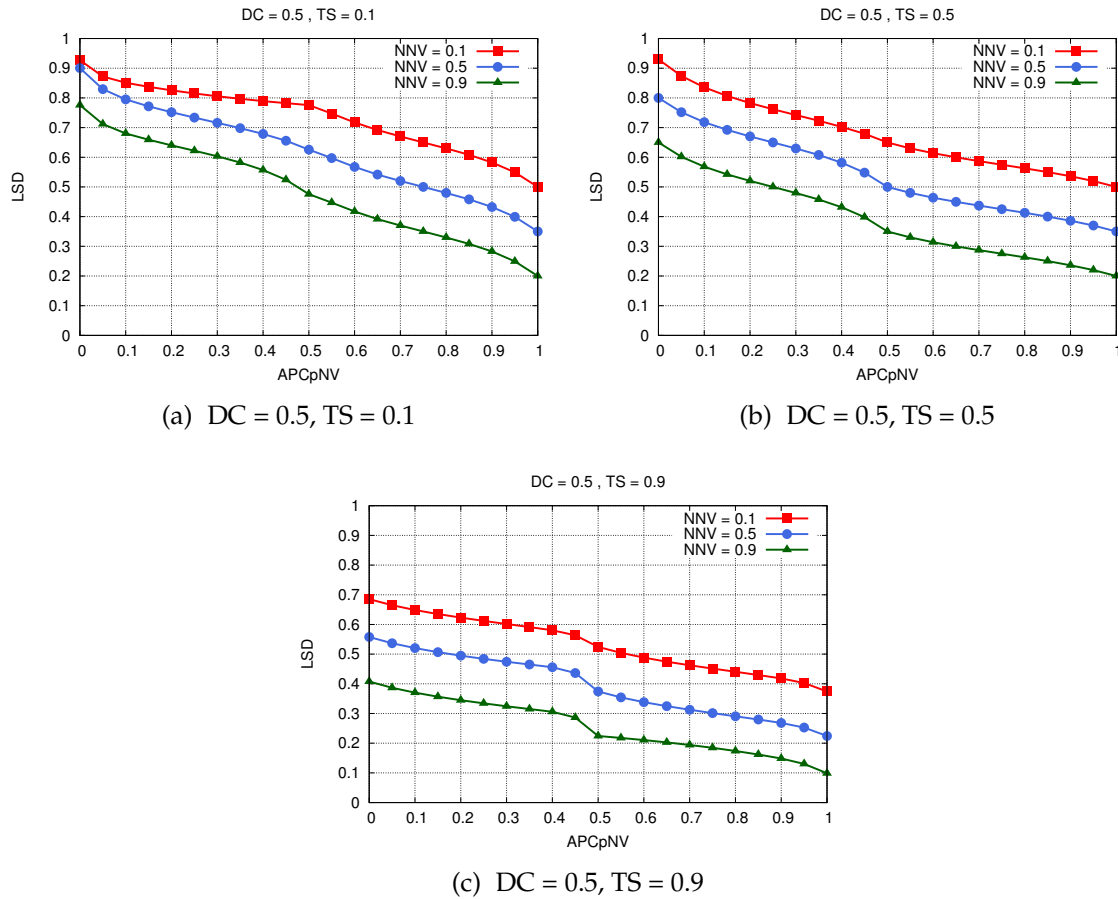 DC = 0.5 , TS = 0.1
1
0.9
0.8
0.7
0.6
0.5
0.4
0.3
0.2
0.1
0
LSD
NNV = 0.1
NNV = 0.5
NNV = 0.9
0 0.1 0.2 0.3 0.4 0.5 0.6 0.7 0.8 0.9 1
APCpNV
(a) DC = 0.5, TS = 0.1
DC = 0.5 , TS = 0.5
1
0.9
0.8
0.7
0.6
0.5
0.4
0.3
0.2
0.1
0
LSD
NNV = 0.1
NNV = 0.5
NNV = 0.9
0 0.1 0.2 0.3 0.4 0.5 0.6 0.7 0.8 0.9 1
APCpNV
(b) DC = 0.5, TS = 0.5
DC = 0.5 , TS = 0.9
1
0.9
0.8
0.7
0.6
0.5
0.4
0.3
0.2
0.1
0
LSD
NNV = 0.1
NNV = 0.5
NNV = 0.9
0 0.1 0.2 0.3 0.4 0.5 0.6 0.7 0.8 0.9 1
APCpNV
(c) DC = 0.5, TS = 0.9